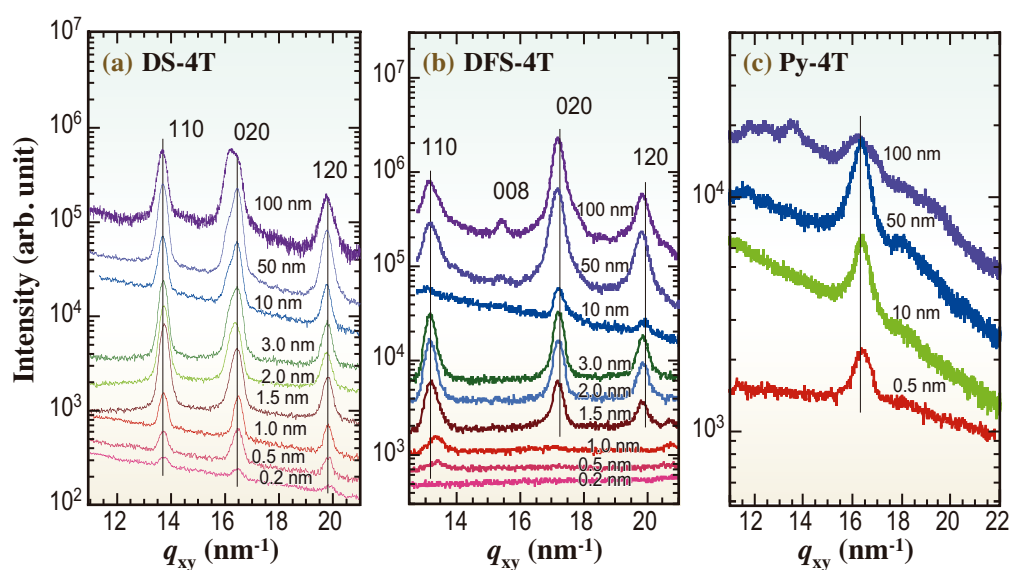 (a) DS-4T
10^7
10^6
10^5
10^4
10^3
10^2
110
020
120
100 nm
50 nm
10 nm
3.0 nm
2.0 nm
1.5 nm
1.0 nm
0.5 nm
0.2 nm
12 14 16 18 20
q_xy (nm^-1)
Intensity (arb. unit)
(b) DFS-4T
10^7
10^6
10^5
10^4
10^3
020
110
008
120
100 nm
50 nm
10 nm
3.0 nm
2.0 nm
1.5 nm
1.0 nm
0.5 nm
0.2 nm
14 16 18 20
q_xy (nm^-1)
(c) Py-4T
10^4
10^3
100 nm
50 nm
10 nm
0.5 nm
12 14 16 18 20 22
q_xy (nm^-1)